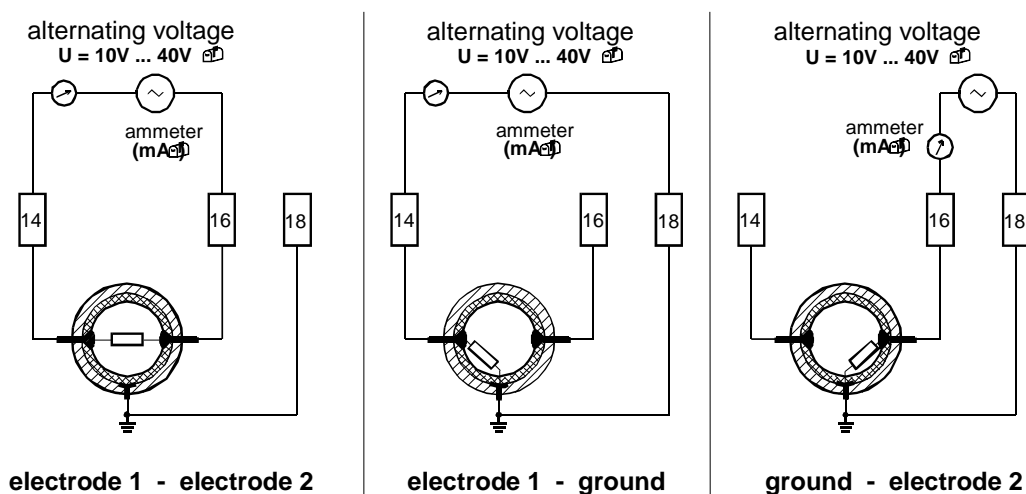 alternating voltage
U = 10V ... 40V
ammeter
(mA)
14
16
18
electrode 1 - electrode 2
alternating voltage
U = 10V ... 40V
ammeter
(mA)
14
16
18
electrode 1 - ground
alternating voltage
U = 10V ... 40V
ammeter
(mA)
14
16
18
ground - electrode 2